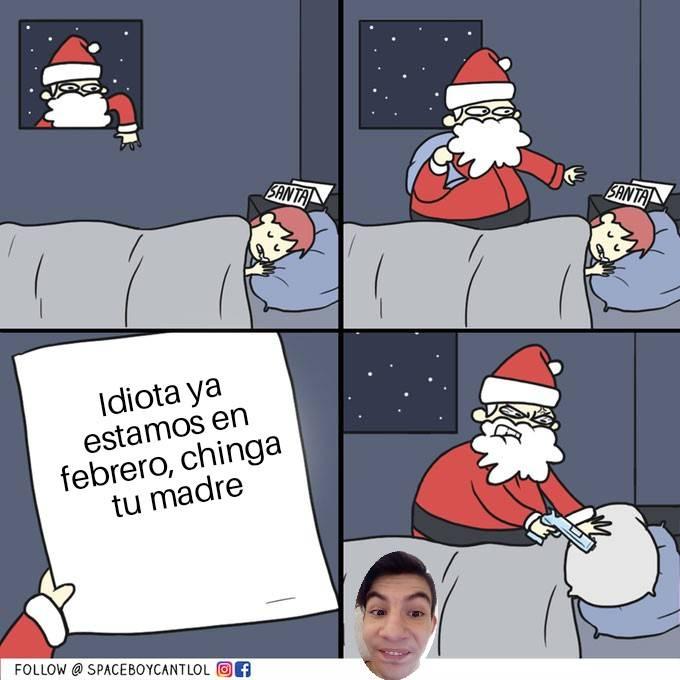 SANTA
SANTA
Idiota ya
estamos en
febrero, chinga
tu madre
FOLLOW @ SPACEBOYCANTLOL